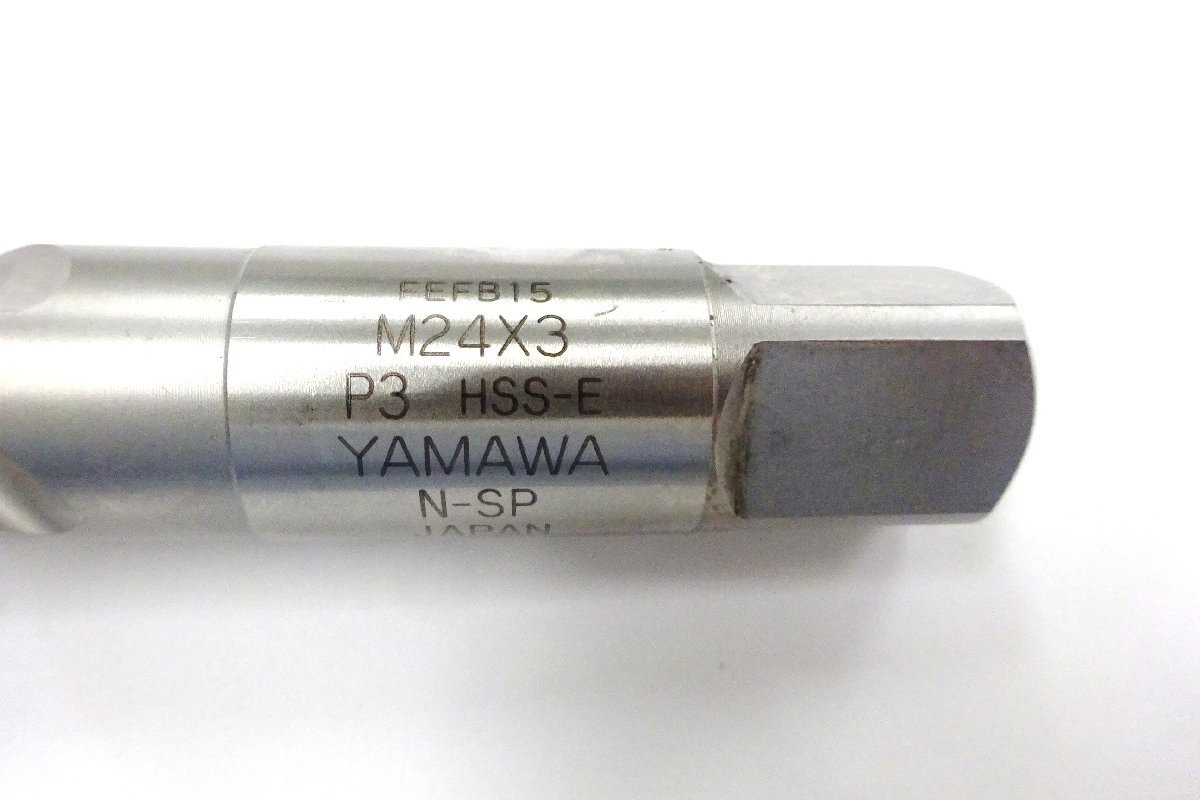 FEFB15
M24X3
P3 HSS-E
YAMAWA
N-SP
JAPAN